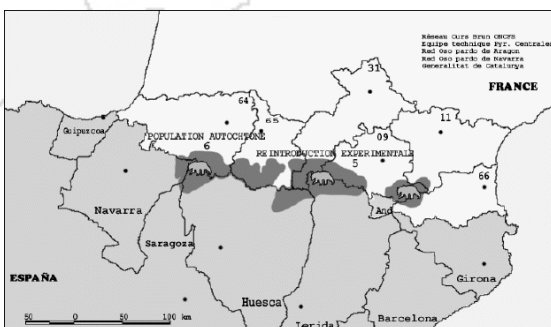 Réseau Ours Brun ONCFS
Equipe technique Pyr. Centrales
Red Oso pardo de Aragon
Red Oso pardo de Navarra
Generalitat de Catalunya
FRANCE
31
64
65
11
Guipuzcoa
POPULATION AUTOCHTONE
6
09
REINTRODUCTION EXPERIMENTALE
5
66
And
Navarra
Saragoza
ESPAÑA
Huesca
Girona
Lerida
Barcelona
50 0 50 100 km